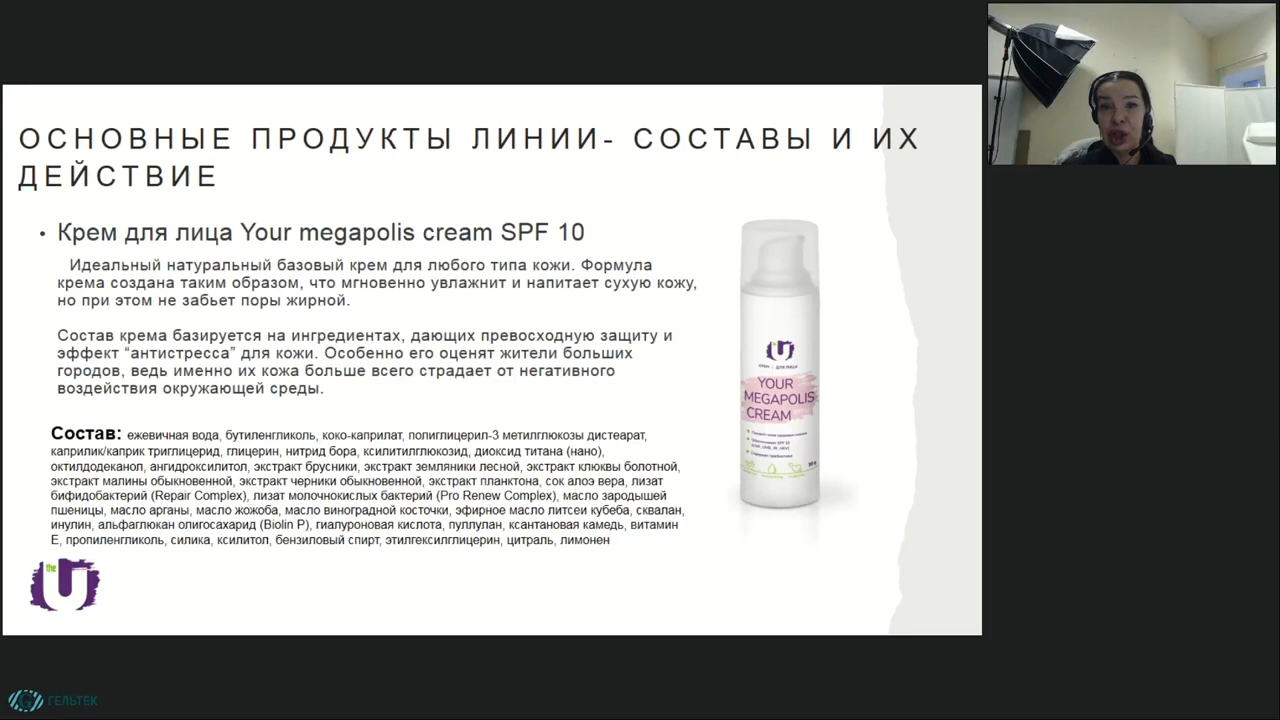 ОСНОВНЫЕ ПРОДУКТЫ ЛИНИИ- СОСТАВЫ И ИХ
ДЕЙСТВИЕ
• Крем для лица Your megapolis cream SPF 10
Идеальный натуральный базовый крем для любого типа кожи. Формула
крема создана таким образом, что мгновенно увлажнит и напитает сухую кожу,
но при этом не забьет поры жирной.
Состав крема базируется на ингредиентах, дающих превосходную защиту и
эффект “антистресса” для кожи. Особенно его оценят жители больших
городов, ведь именно их кожа больше всего страдает от негативного
воздействия окружающей среды.
Состав: ежевичная вода, бутиленгликоль, коко-каприлат, полиглицерил-3 метилглюкозы дистеарат,
каприлик/каприк триглицерид, глицерин, нитрид бора, ксилитилглюкозид, диоксид титана (нано),
октилдодеканол, ангидроксилитол, экстракт брусники, экстракт земляники лесной, экстракт клюквы болотной,
экстракт малины обыкновенной, экстракт черники обыкновенной, экстракт планктона, сок алоэ вера, лизат
бифидобактерий (Repair Complex), лизат молочнокислых бактерий (Pro Renew Complex), масло зародышей
пшеницы, масло арганы, масло жожоба, масло виноградной косточки, эфирное масло литсеи кубеба, сквалан,
инулин, альфаглюкан олигосахарид (Biolin P), гиалуроновая кислота, пуллулан, ксантановая камедь, витамин
Е, пропиленгликоль, силика, ксилитол, бензиловый спирт, этилгексилглицерин, цитраль, лимонен
the U
the U
КРЕМ ДЛЯ ЛИЦА
YOUR
MEGAPOLIS
CREAM
ГЕЛЬТЕК